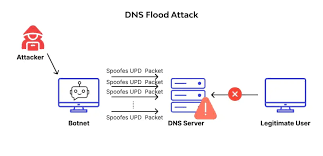 DNS Flood Attack
Attacker
Spoofes UPD Packet
Spoofes UPD Packet
Spoofes UPD Packet
Spoofes UPD Packet
Botnet
DNS Server
Legitimate User